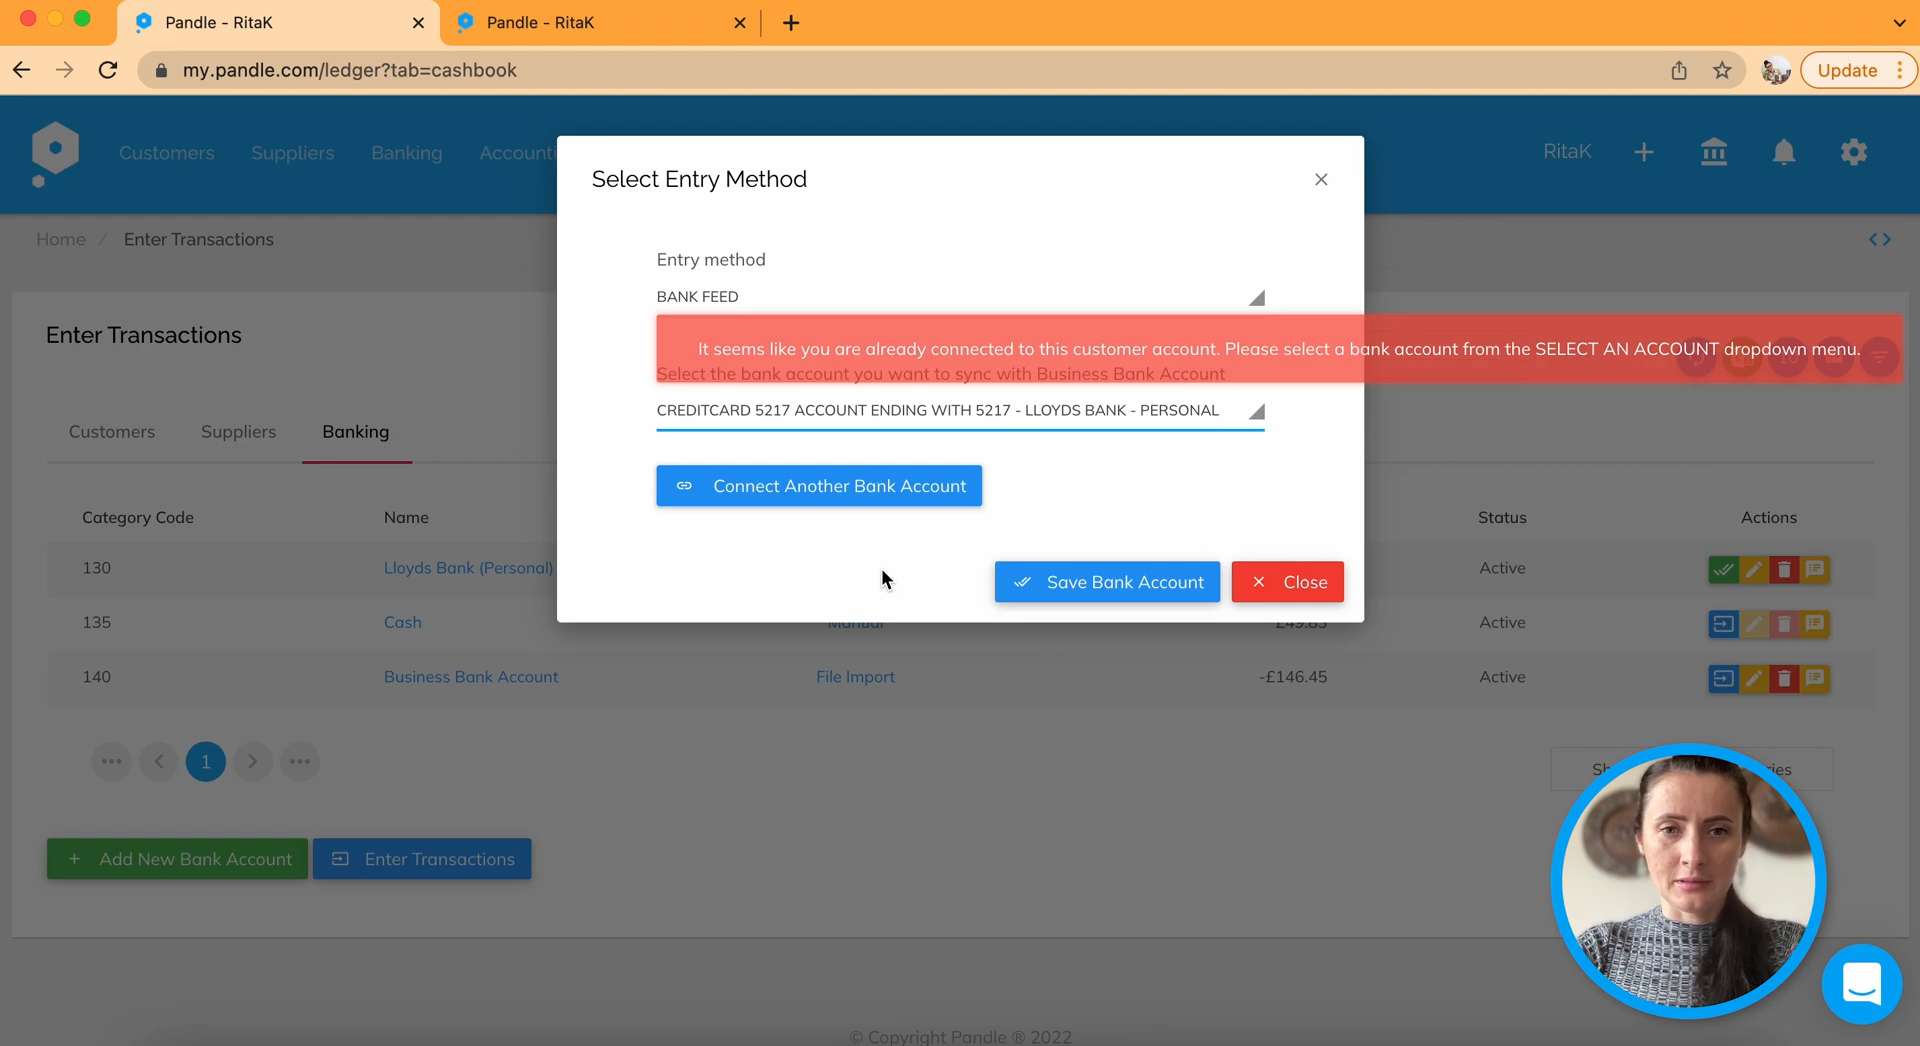 Pandle - RitaK
Pandle - RitaK
my.pandle.com/ledger?tab=cashbook
Update
Customers
Suppliers
Banking
Accounti
RitaK
Home / Enter Transactions
Select Entry Method
Entry method
BANK FEED
It seems like you are already connected to this customer account. Please select a bank account from the SELECT AN ACCOUNT dropdown menu.
Select the bank account you want to sync with Business Bank Account
CREDITCARD 5217 ACCOUNT ENDING WITH 5217 - LLOYDS BANK - PERSONAL
Connect Another Bank Account
Save Bank Account
Close
Enter Transactions
Customers
Suppliers
Banking
Category Code
Name
Status
Actions
130
Lloyds Bank (Personal)
Active
135
Cash
Manual
£49.83
Active
140
Business Bank Account
File Import
-£146.45
Active
1
+ Add New Bank Account
Enter Transactions
© Copyright Pandle ® 2022